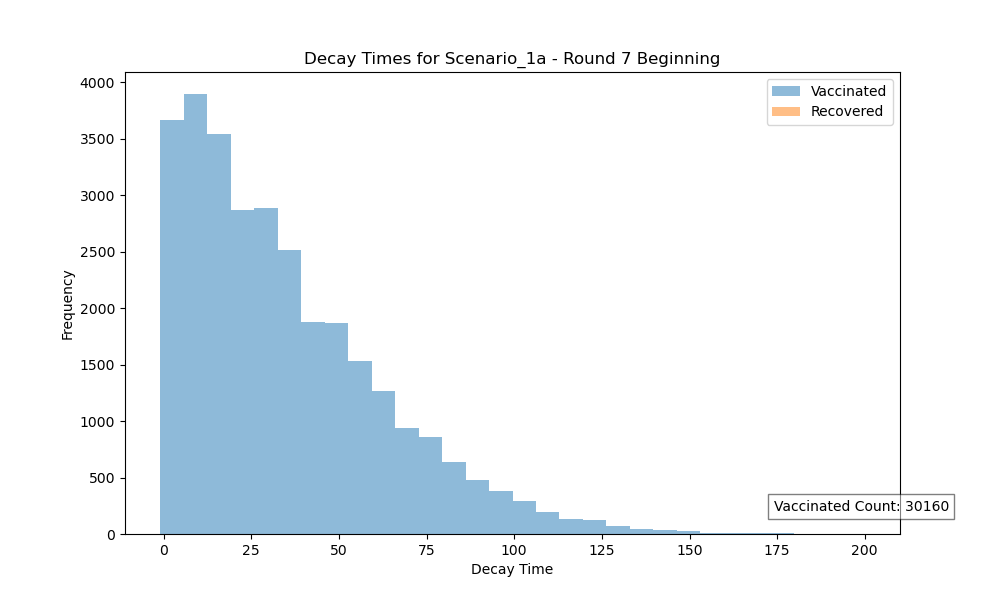 Decay Times for Scenario_1a - Round 7 Beginning
Vaccinated
Recovered
4000
3500
3000
2500
2000
1500
1000
500
0
Frequency
Vaccinated Count: 30160
0 25 50 75 100 125 150 175 200
Decay Time